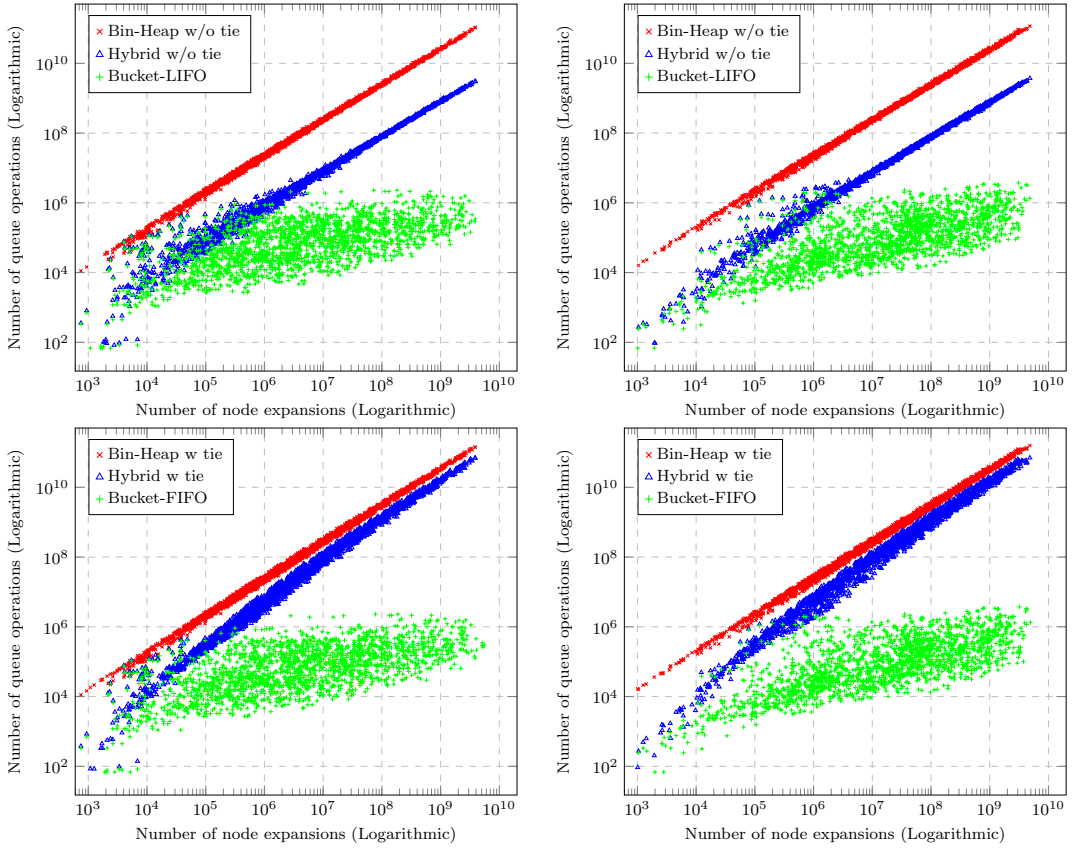 Number of queue operations (Logarithmic)
10^10
10^8
10^6
10^4
10^2
Bin-Heap w/o tie
Hybrid w/o tie
Bucket-LIFO
10^3 10^4 10^5 10^6 10^7 10^8 10^9 10^10
Number of node expansions (Logarithmic)
Number of queue operations (Logarithmic)
10^10
10^8
10^6
10^4
10^2
Bin-Heap w/o tie
Hybrid w/o tie
Bucket-LIFO
10^3 10^4 10^5 10^6 10^7 10^8 10^9 10^10
Number of node expansions (Logarithmic)
Number of queue operations (Logarithmic)
10^10
10^8
10^6
10^4
10^2
Bin-Heap w tie
Hybrid w tie
Bucket-FIFO
10^3 10^4 10^5 10^6 10^7 10^8 10^9 10^10
Number of node expansions (Logarithmic)
Number of queue operations (Logarithmic)
10^10
10^8
10^6
10^4
10^2
Bin-Heap w tie
Hybrid w tie
Bucket-FIFO
10^3 10^4 10^5 10^6 10^7 10^8 10^9 10^10
Number of node expansions (Logarithmic)